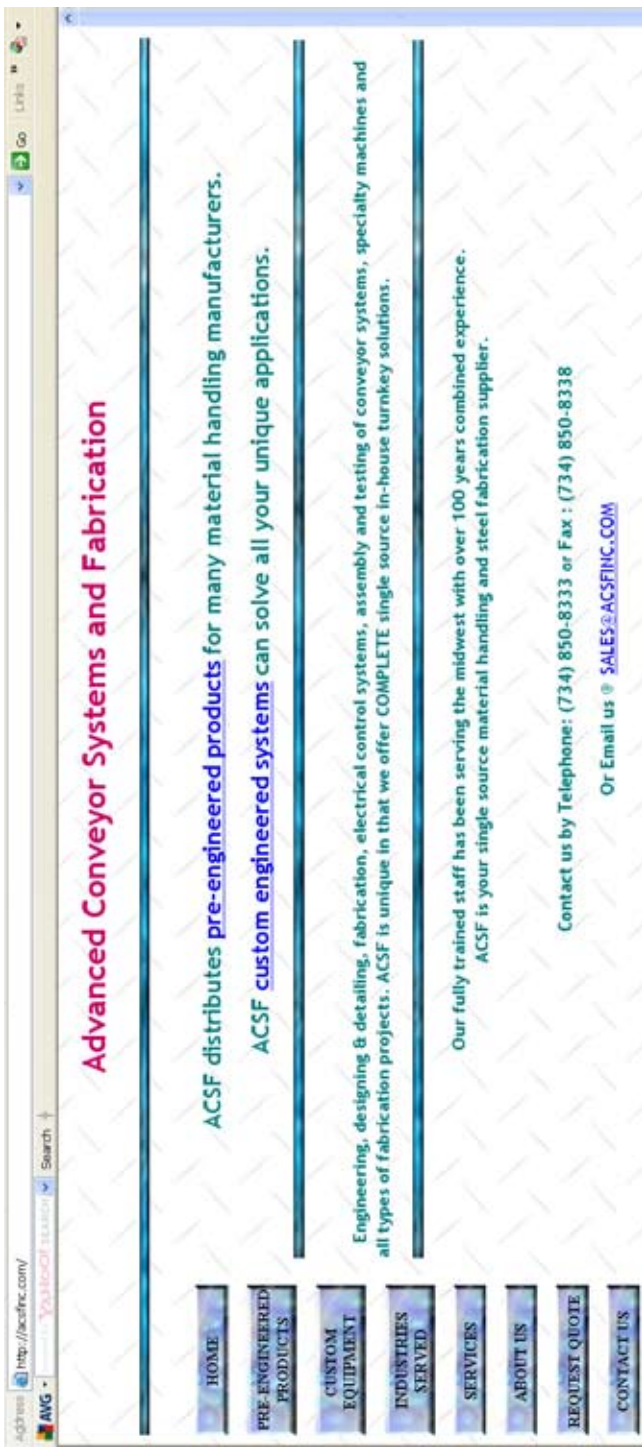 Address http://acsfinc.com/ Go Links »
AVG YAHOO! SEARCH Search
Advanced Conveyor Systems and Fabrication
HOME
PRE-ENGINEERED
PRODUCTS
CUSTOM
EQUIPMENT
INDUSTRIES
SERVED
SERVICES
ABOUT US
REQUEST QUOTE
CONTACT US
ACSF distributes pre-engineered products for many material handling manufacturers.
ACSF custom engineered systems can solve all your unique applications.
Engineering, designing & detailing, fabrication, electrical control systems, assembly and testing of conveyor systems, specialty machines and
all types of fabrication projects. ACSF is unique in that we offer COMPLETE single source in-house turnkey solutions.
Our fully trained staff has been serving the midwest with over 100 years combined experience.
ACSF is your single source material handling and steel fabrication supplier.
Contact us by Telephone: (734) 850-8333 or Fax : (734) 850-8338
Or Email us @ SALES@ACSFINC.COM